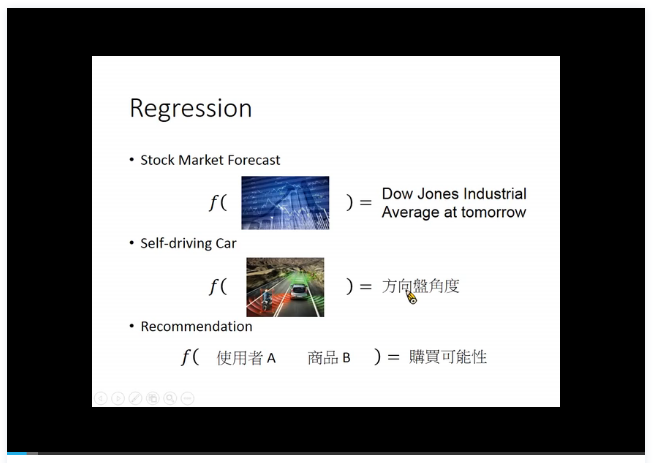 Regression
• Stock Market Forecast
f( ) = Dow Jones Industrial
Average at tomorrow
• Self-driving Car
f( ) = 方向盤角度
• Recommendation
f( 使用者 A 商品 B ) = 購買可能性